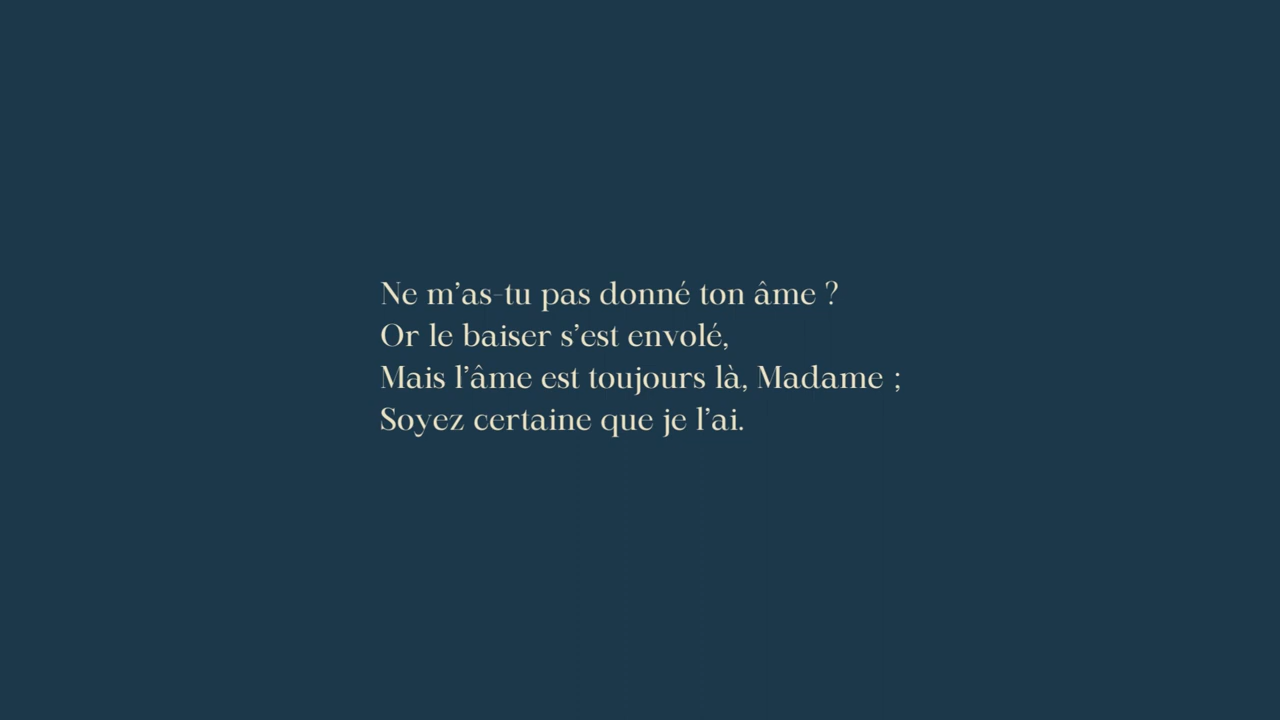 Ne m’as-tu pas donné ton âme ?
Or le baiser s’est envolé,
Mais l’âme est toujours là, Madame ;
Soyez certaine que je l’ai.